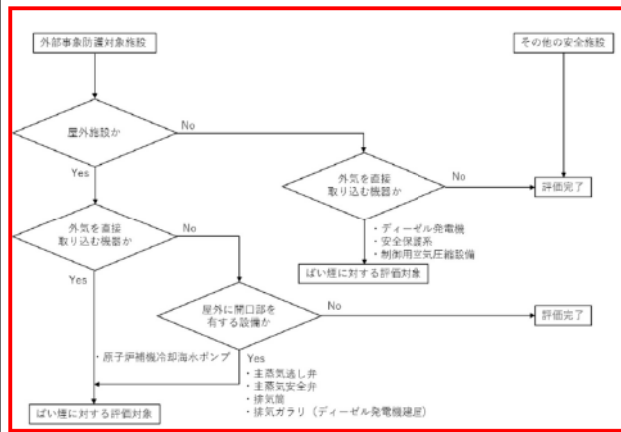 外部事象防護対象施設
その他の安全施設
屋外施設か
No
Yes
外気を直接
取り込む機器か
No
評価完了
外気を直接
取り込む機器か
No
Yes
・ディーゼル発電機
・安全保護系
・制御用空気圧縮設備
ばい煙に対する評価対象
屋外に開口部を
有する設備か
No
評価完了
・原子炉補機冷却海水ポンプ
Yes
・主蒸気逃し弁
・主蒸気安全弁
・排気筒
・排気ガラリ（ディーゼル発電機建屋）
ばい煙に対する評価対象